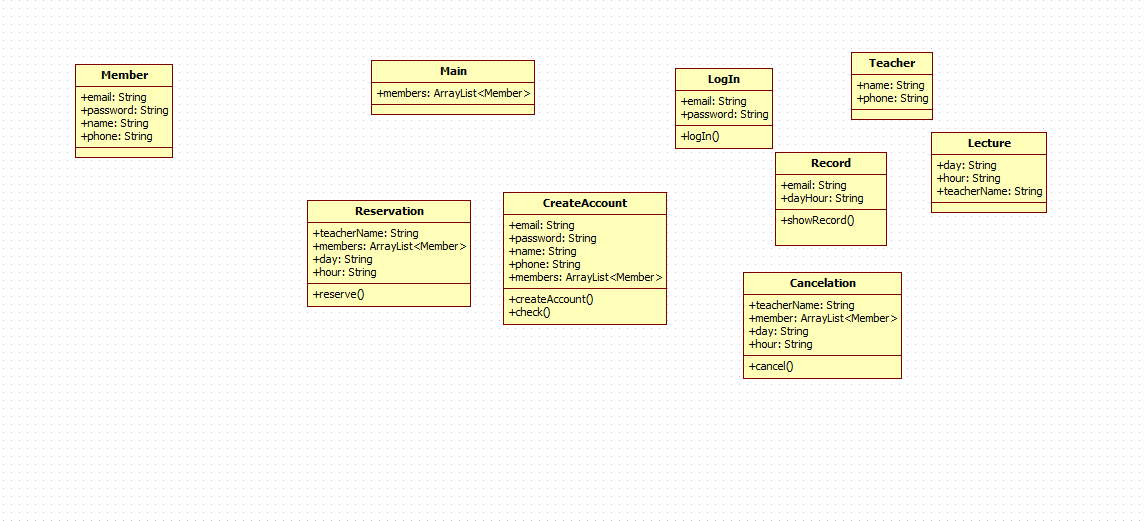 Member
+email: String
+password: String
+name: String
+phone: String
Main
+members: ArrayList<Member>
LogIn
+email: String
+password: String
+logIn()
Teacher
+name: String
+phone: String
Lecture
+day: String
+hour: String
+teacherName: String
Record
+email: String
+dayHour: String
+showRecord()
Reservation
+teacherName: String
+members: ArrayList<Member>
+day: String
+hour: String
+reserve()
CreateAccount
+email: String
+password: String
+name: String
+phone: String
+members: ArrayList<Member>
+createAccount()
+check()
Cancelation
+teacherName: String
+member: ArrayList<Member>
+day: String
+hour: String
+cancel()